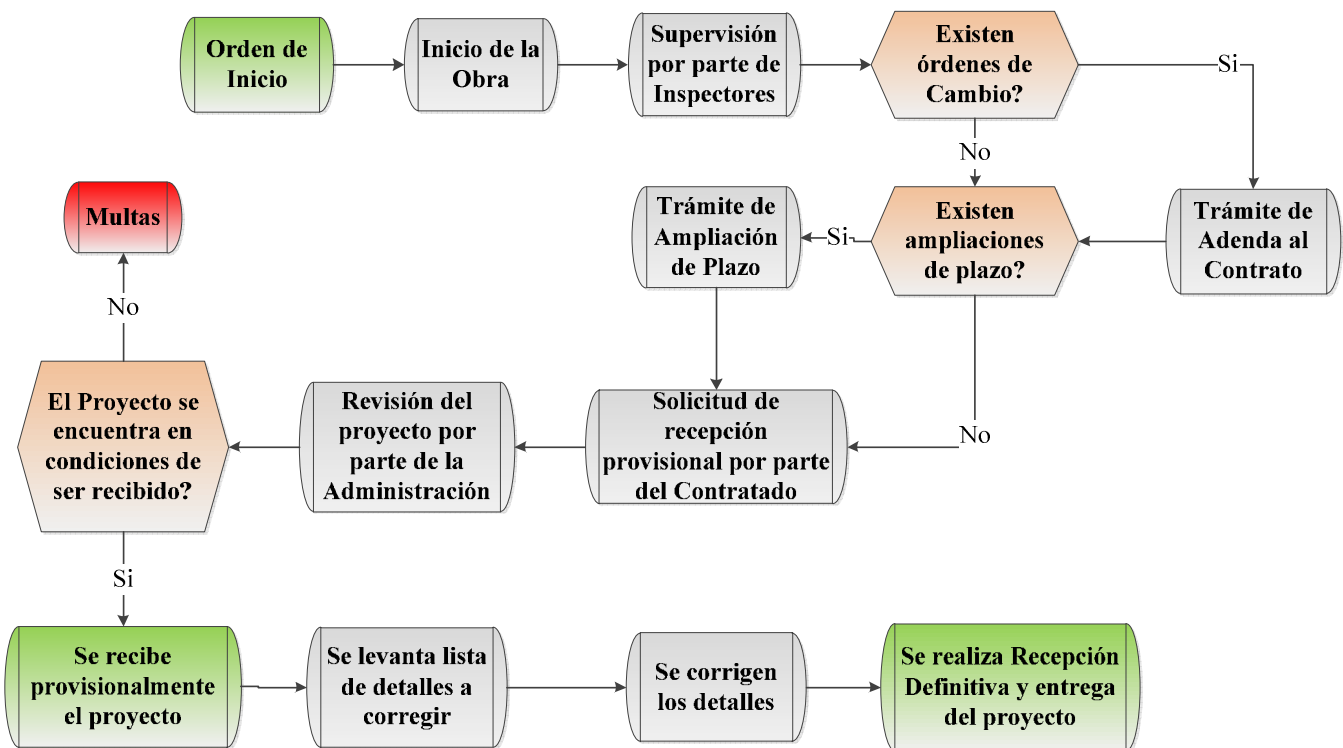 Orden de
Inicio
Inicio de la
Obra
Supervisión
por parte de
Inspectores
Existen
órdenes de
Cambio?
Si
No
Multas
Trámite de
Ampliación
de Plazo
Si
Existen
ampliaciones
de plazo?
Trámite de
Adenda al
Contrato
No
El Proyecto se
encuentra en
condiciones de
ser recibido?
Revisión del
proyecto por
parte de la
Administración
Solicitud de
recepción
provisional por parte
del Contratado
No
Si
Se recibe
provisionalmente
el proyecto
Se levanta lista
de detalles a
corregir
Se corrigen
los detalles
Se realiza Recepción
Definitiva y entrega
del proyecto